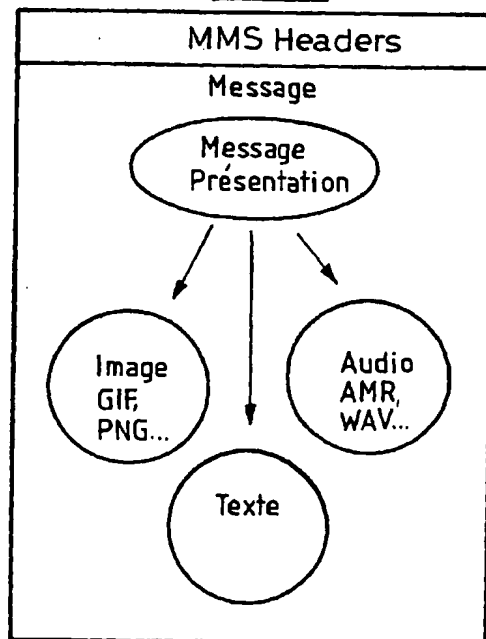 MMS Headers
Message
Message
Présentation
Image
GIF,
PNG...
Audio
AMR,
WAV...
Texte